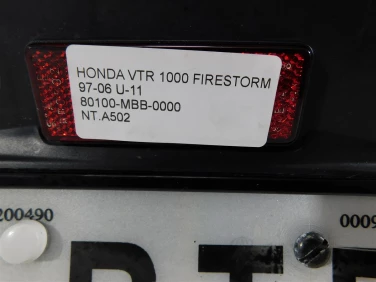 HONDA VTR 1000 FIRESTORM
97-06 U-11
80100-MBB-0000
NT.A502
200490
0009